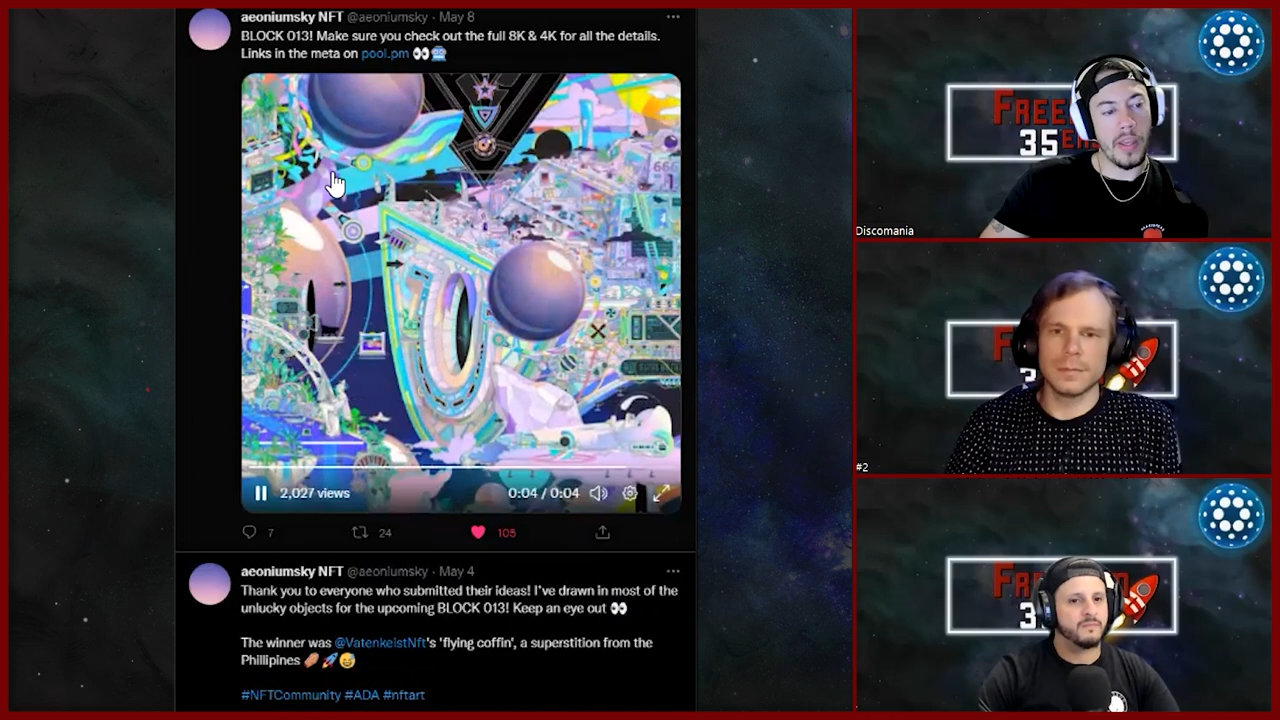 aeoniumsky NFT @aeoniumsky · May 8
BLOCK 013! Make sure you check out the full 8K & 4K for all the details.
Links in the meta on pool.pm 👀🤖
666
2,027 views
0:04 / 0:04
7
24
105
aeoniumsky NFT @aeoniumsky · May 4
Thank you to everyone who submitted their ideas! I've drawn in most of the
unlucky objects for the upcoming BLOCK 013! Keep an eye out 👀
The winner was @VatenkeistNft's 'flying coffin', a superstition from the
Phillipines ⚰️🚀😅
#NFTCommunity #ADA #nftart
35
Discomania
#2